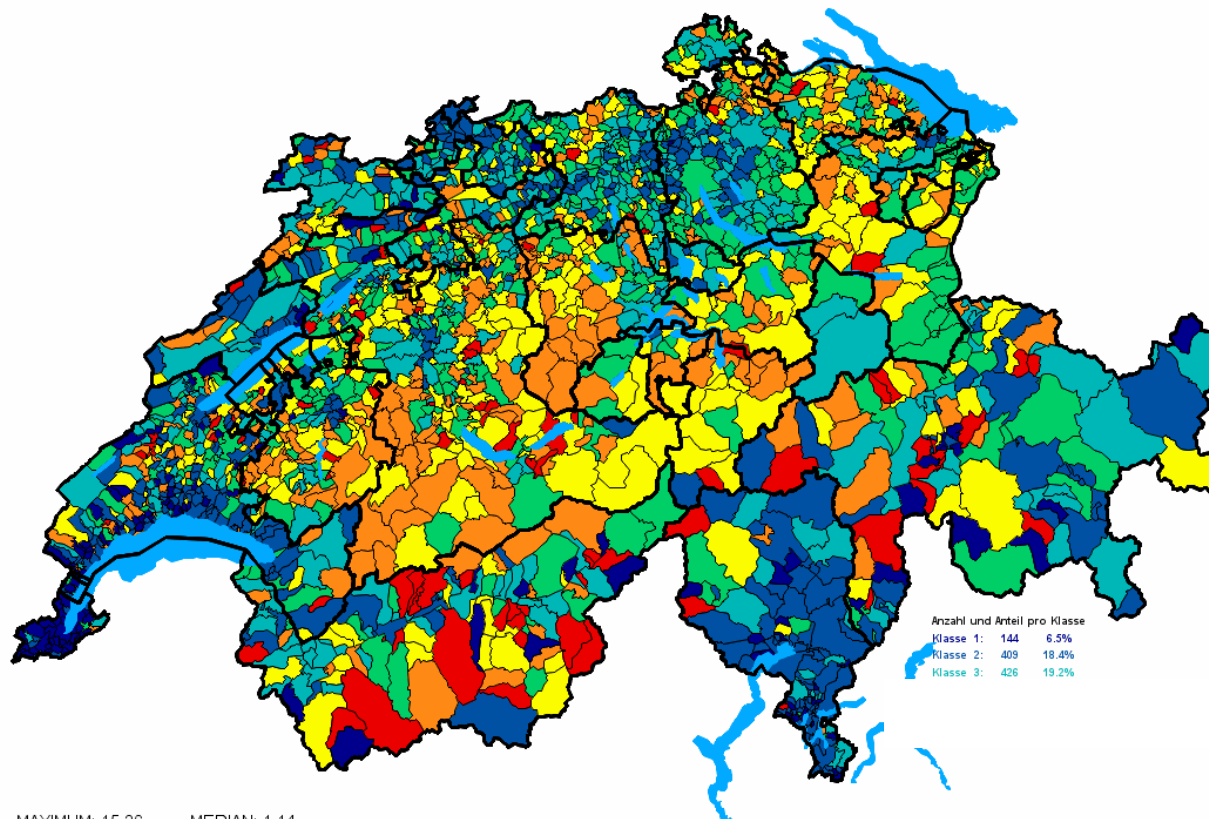 Anzahl und Anteil pro Klasse
Klasse 1: 144 6.5%
Klasse 2: 409 18.4%
Klasse 3: 426 19.2%